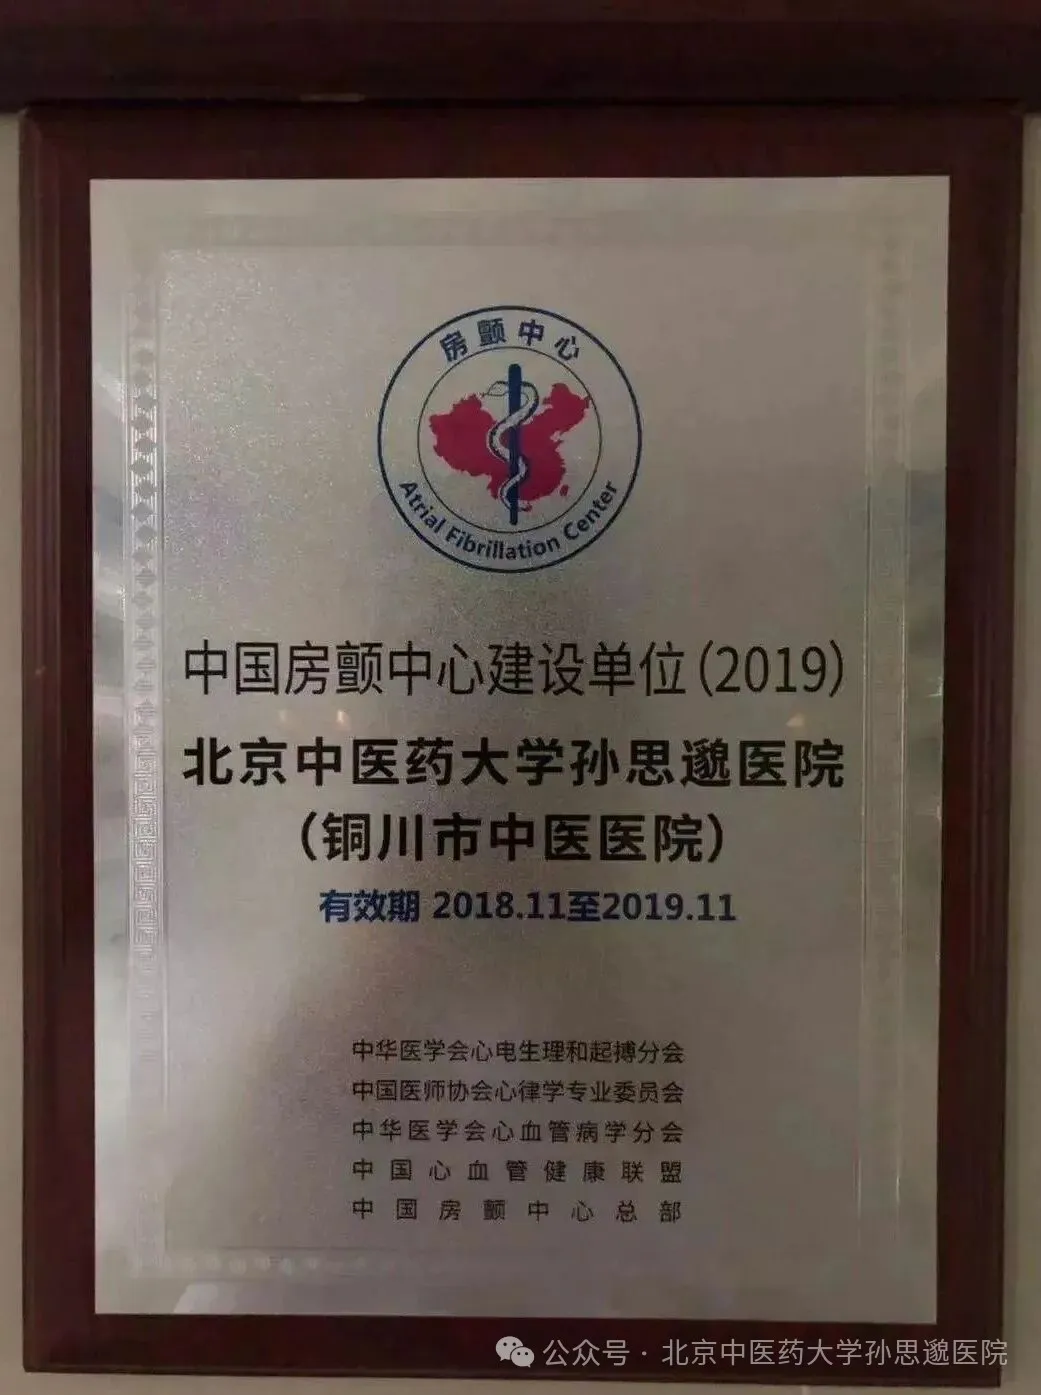 房颤中心
Atrial Fibrillation Center
中国房颤中心建设单位(2019)
北京中医药大学孙思邈医院
(铜川市中医医院)
有效期 2018.11至2019.11
中华医学会心电生理和起搏分会
中国医师协会心律学专业委员会
中华医学会心血管病学分会
中国心血管健康联盟
中国房颤中心总部
公众号·北京中医药大学孙思邈医院